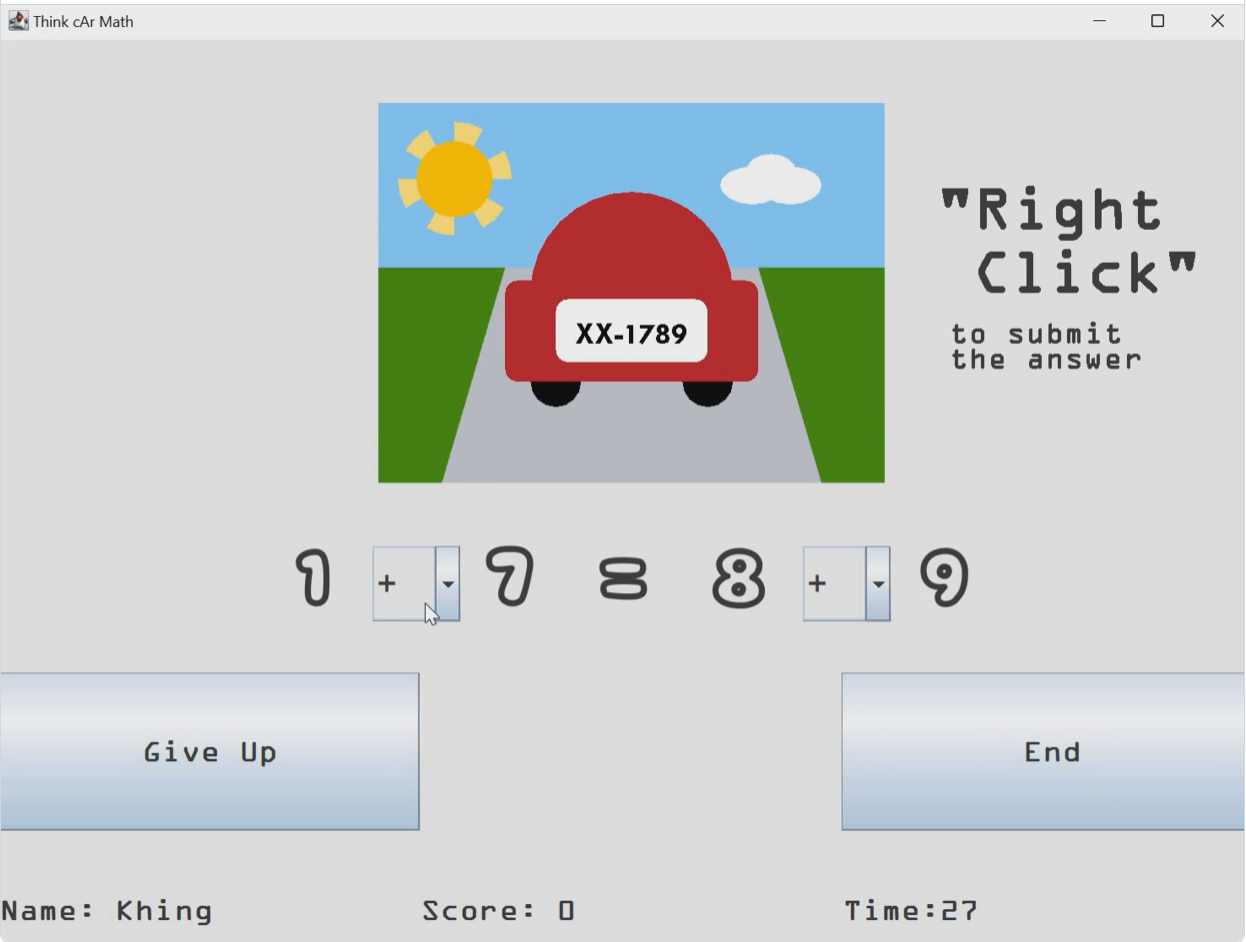 Think cAr Math
"Right
Click"
to submit
the answer
XX-1789
1 + 7 = 8 + 9
Give Up
End
Name: Khing
Score: 0
Time:27